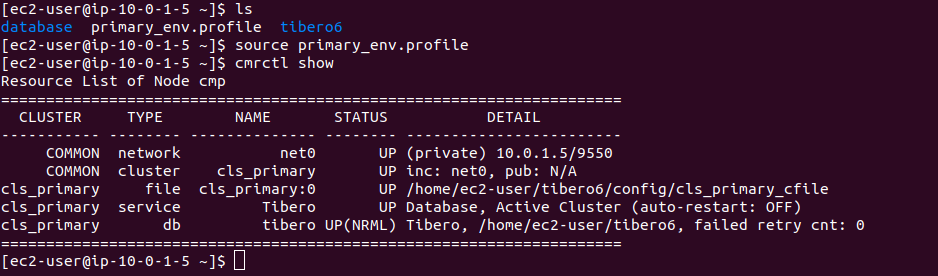 [ec2-user@ip-10-0-1-5 ~]$ ls
database  primary_env.profile  tibero6
[ec2-user@ip-10-0-1-5 ~]$ source primary_env.profile
[ec2-user@ip-10-0-1-5 ~]$ cmrctl show
Resource List of Node cmp
=====================================================================
  CLUSTER     TYPE        NAME       STATUS           DETAIL
----------- -------- -------------- -------- ------------------------
     COMMON  network           net0       UP (private) 10.0.1.5/9550
     COMMON  cluster    cls_primary       UP inc: net0, pub: N/A
cls_primary     file  cls_primary:0       UP /home/ec2-user/tibero6/config/cls_primary_cfile
cls_primary  service         Tibero       UP Database, Active Cluster (auto-restart: OFF)
cls_primary       db         tibero UP(NRML) Tibero, /home/ec2-user/tibero6, failed retry cnt: 0
=====================================================================
[ec2-user@ip-10-0-1-5 ~]$